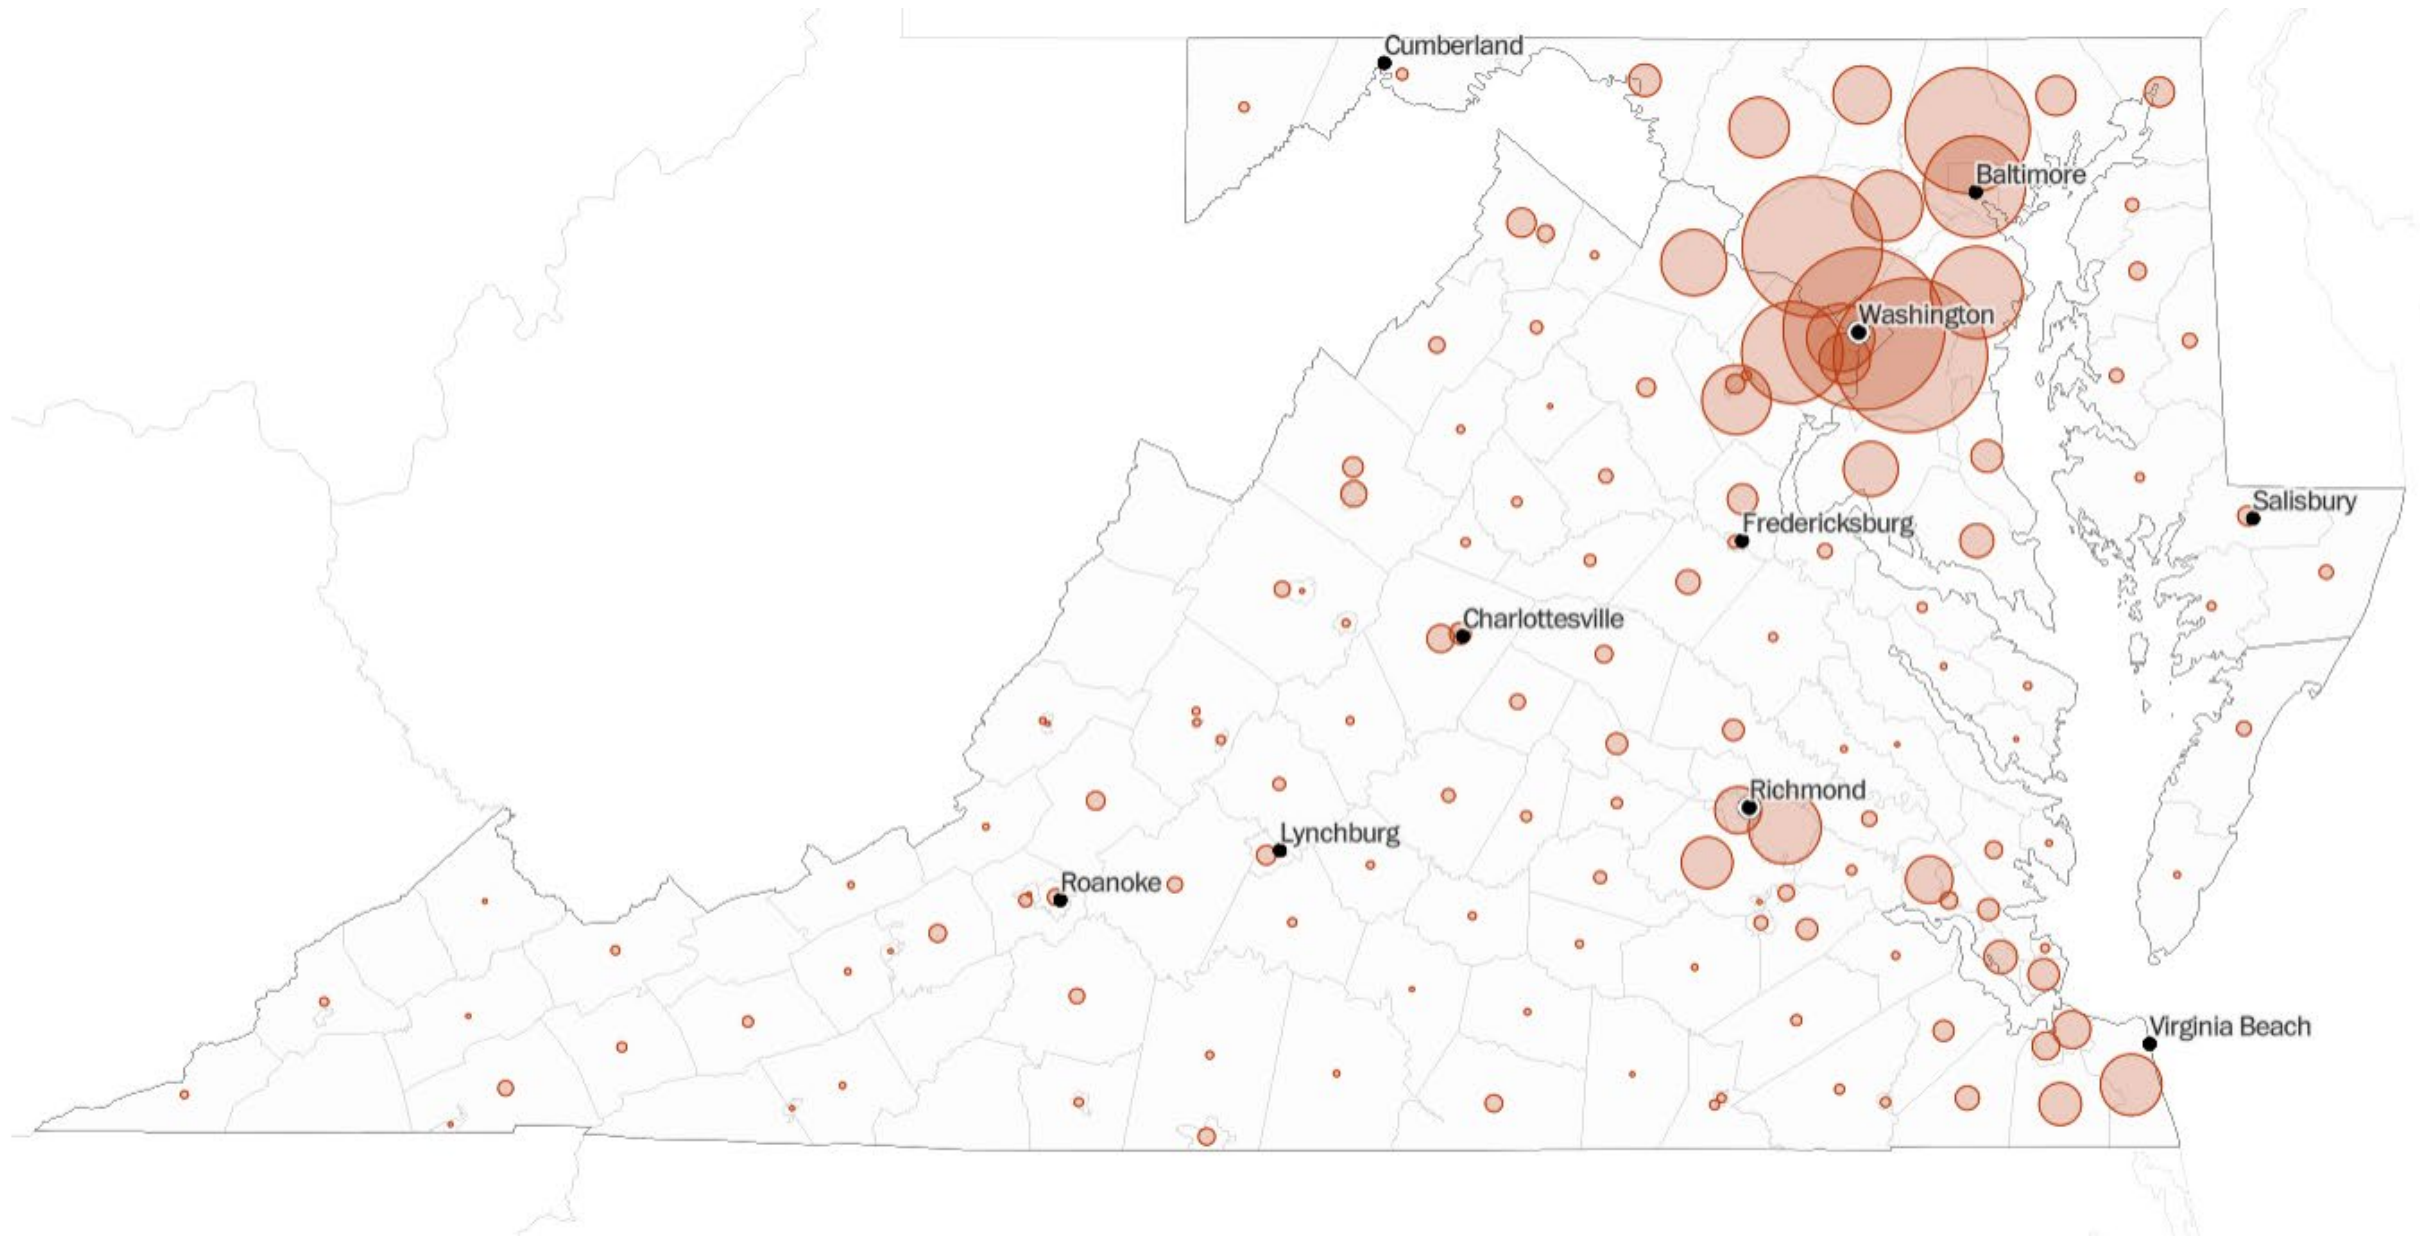 Cumberland
Baltimore
Washington
Salisbury
Fredericksburg
Charlottesville
Richmond
Lynchburg
Roanoke
Virginia Beach